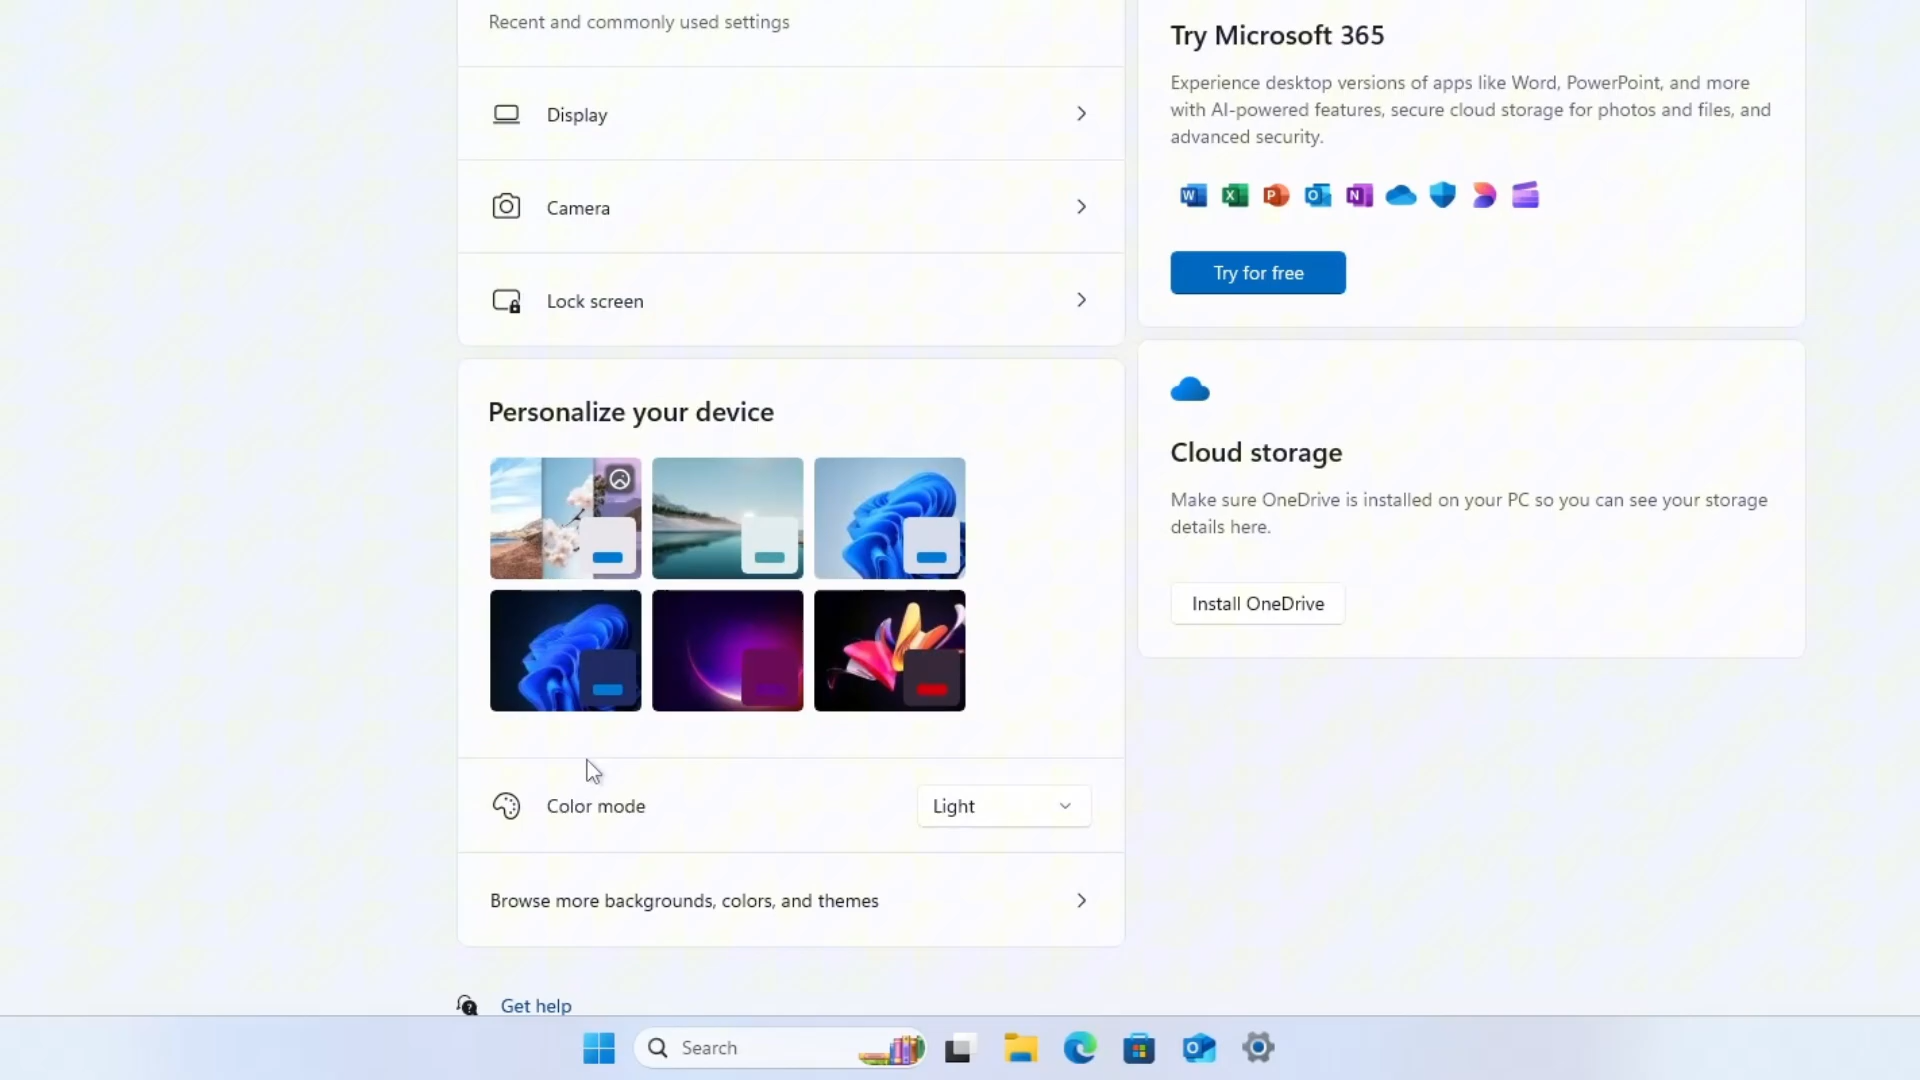 Recent and commonly used settings
Display
Camera
Lock screen
Personalize your device
Color mode
Light
Browse more backgrounds, colors, and themes
Get help
Try Microsoft 365
Experience desktop versions of apps like Word, PowerPoint, and more
with AI-powered features, secure cloud storage for photos and files, and
advanced security.
W X P O N
Try for free
Cloud storage
Make sure OneDrive is installed on your PC so you can see your storage
details here.
Install OneDrive
Search
O